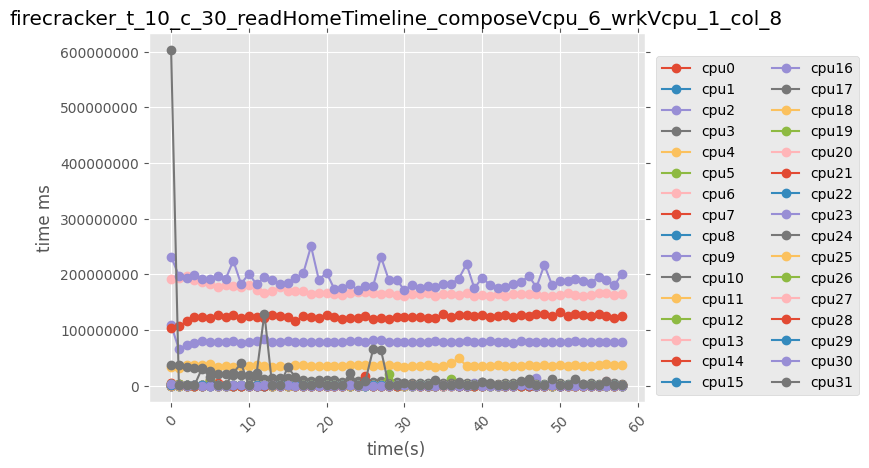 firecracker_t_10_c_30_readHomeTimeline_composeVcpu_6_wrkVcpu_1_col_8
600000000
500000000
400000000
300000000
200000000
100000000
0
time ms
0
10
20
30
40
50
60
time(s)
cpu0
cpu1
cpu2
cpu3
cpu4
cpu5
cpu6
cpu7
cpu8
cpu9
cpu10
cpu11
cpu12
cpu13
cpu14
cpu15
cpu16
cpu17
cpu18
cpu19
cpu20
cpu21
cpu22
cpu23
cpu24
cpu25
cpu26
cpu27
cpu28
cpu29
cpu30
cpu31